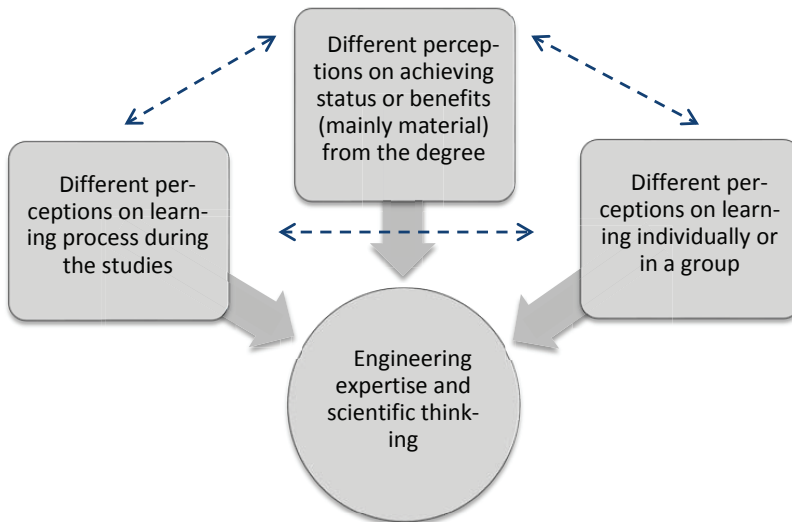 Different percep-
tions on achieving
status or benefits
(mainly material)
from the degree
Different per-
ceptions on learn-
ing process during
the studies
Different per-
ceptions on learn-
ing individually or
in a group
Engineering
expertise and
scientific think-
ing